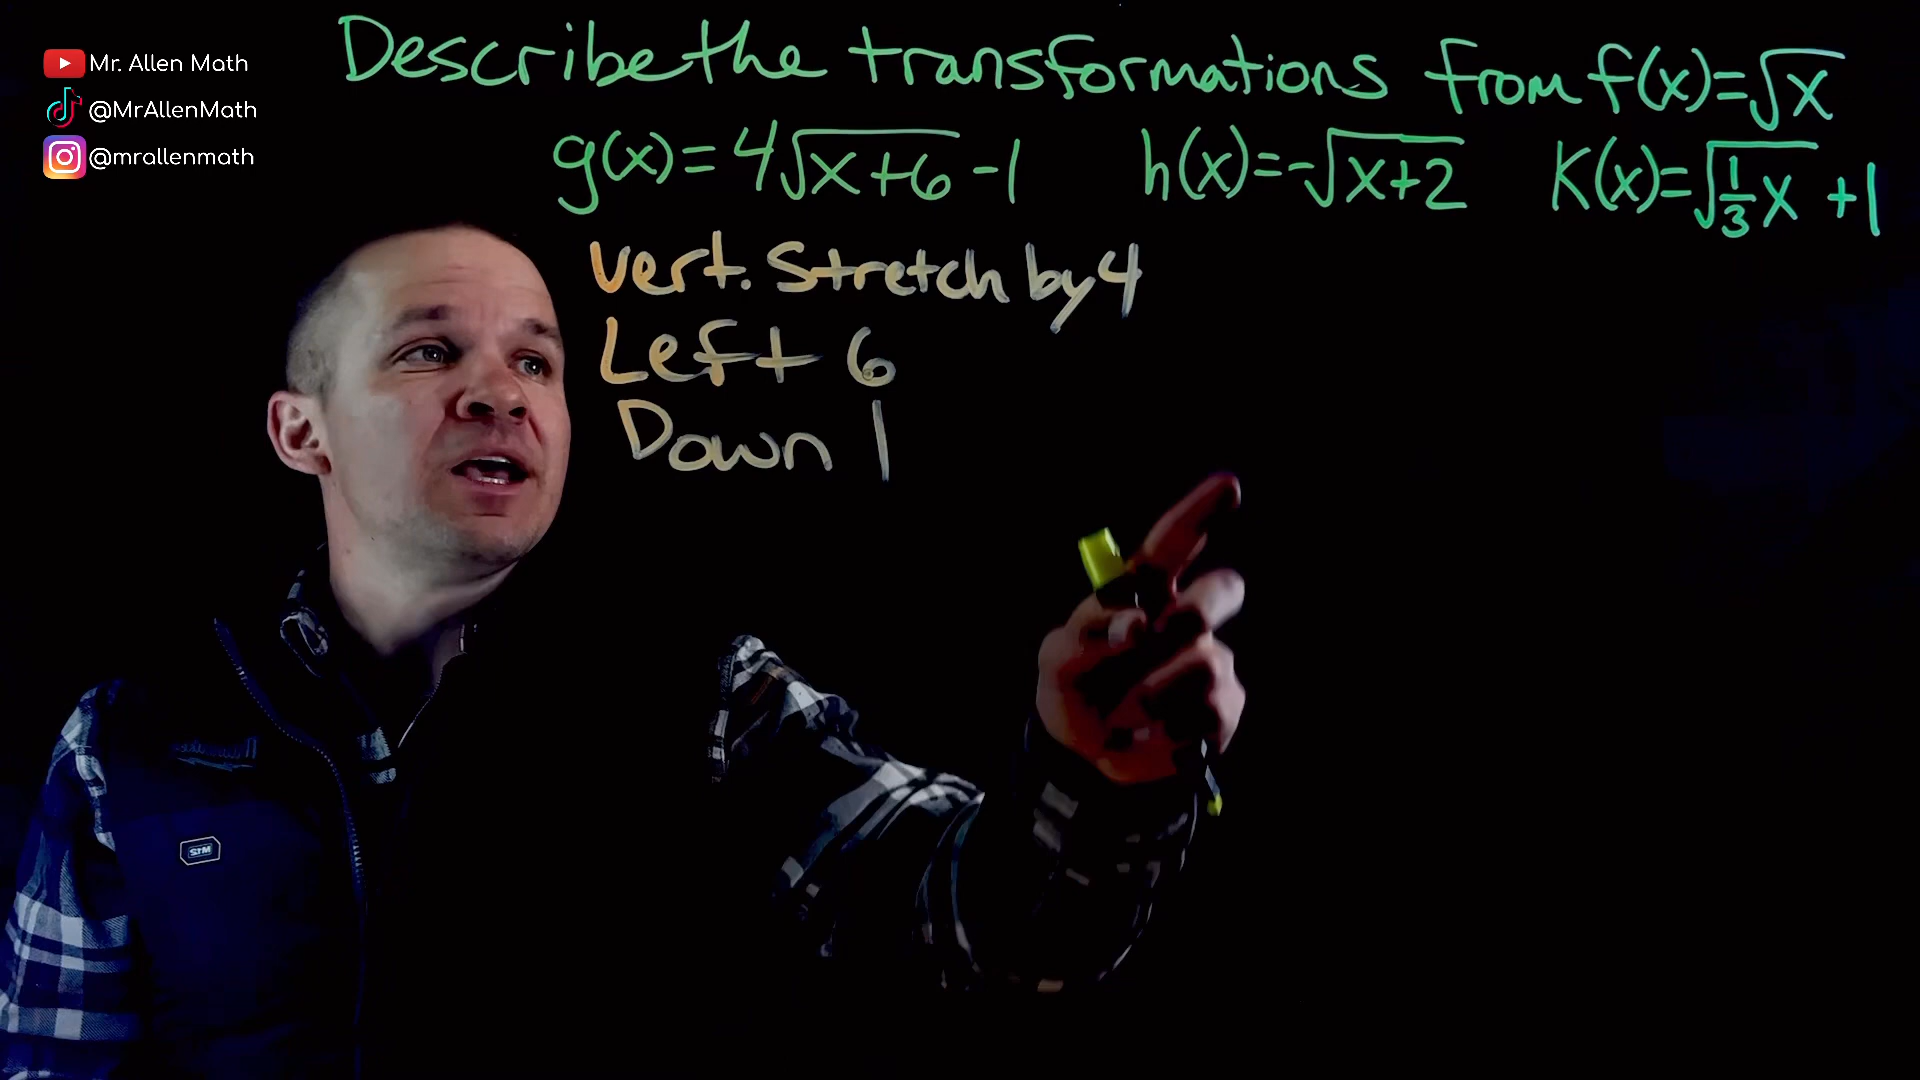 Mr. Allen Math
@MrAllenMath
@mrallenmath
Describe the transformations from f(x)=√x
g(x)=4√x+6 -1 h(x)=-√x+2 K(x)=√1/3x +1
Vert. Stretch by 4
Left 6
Down 1